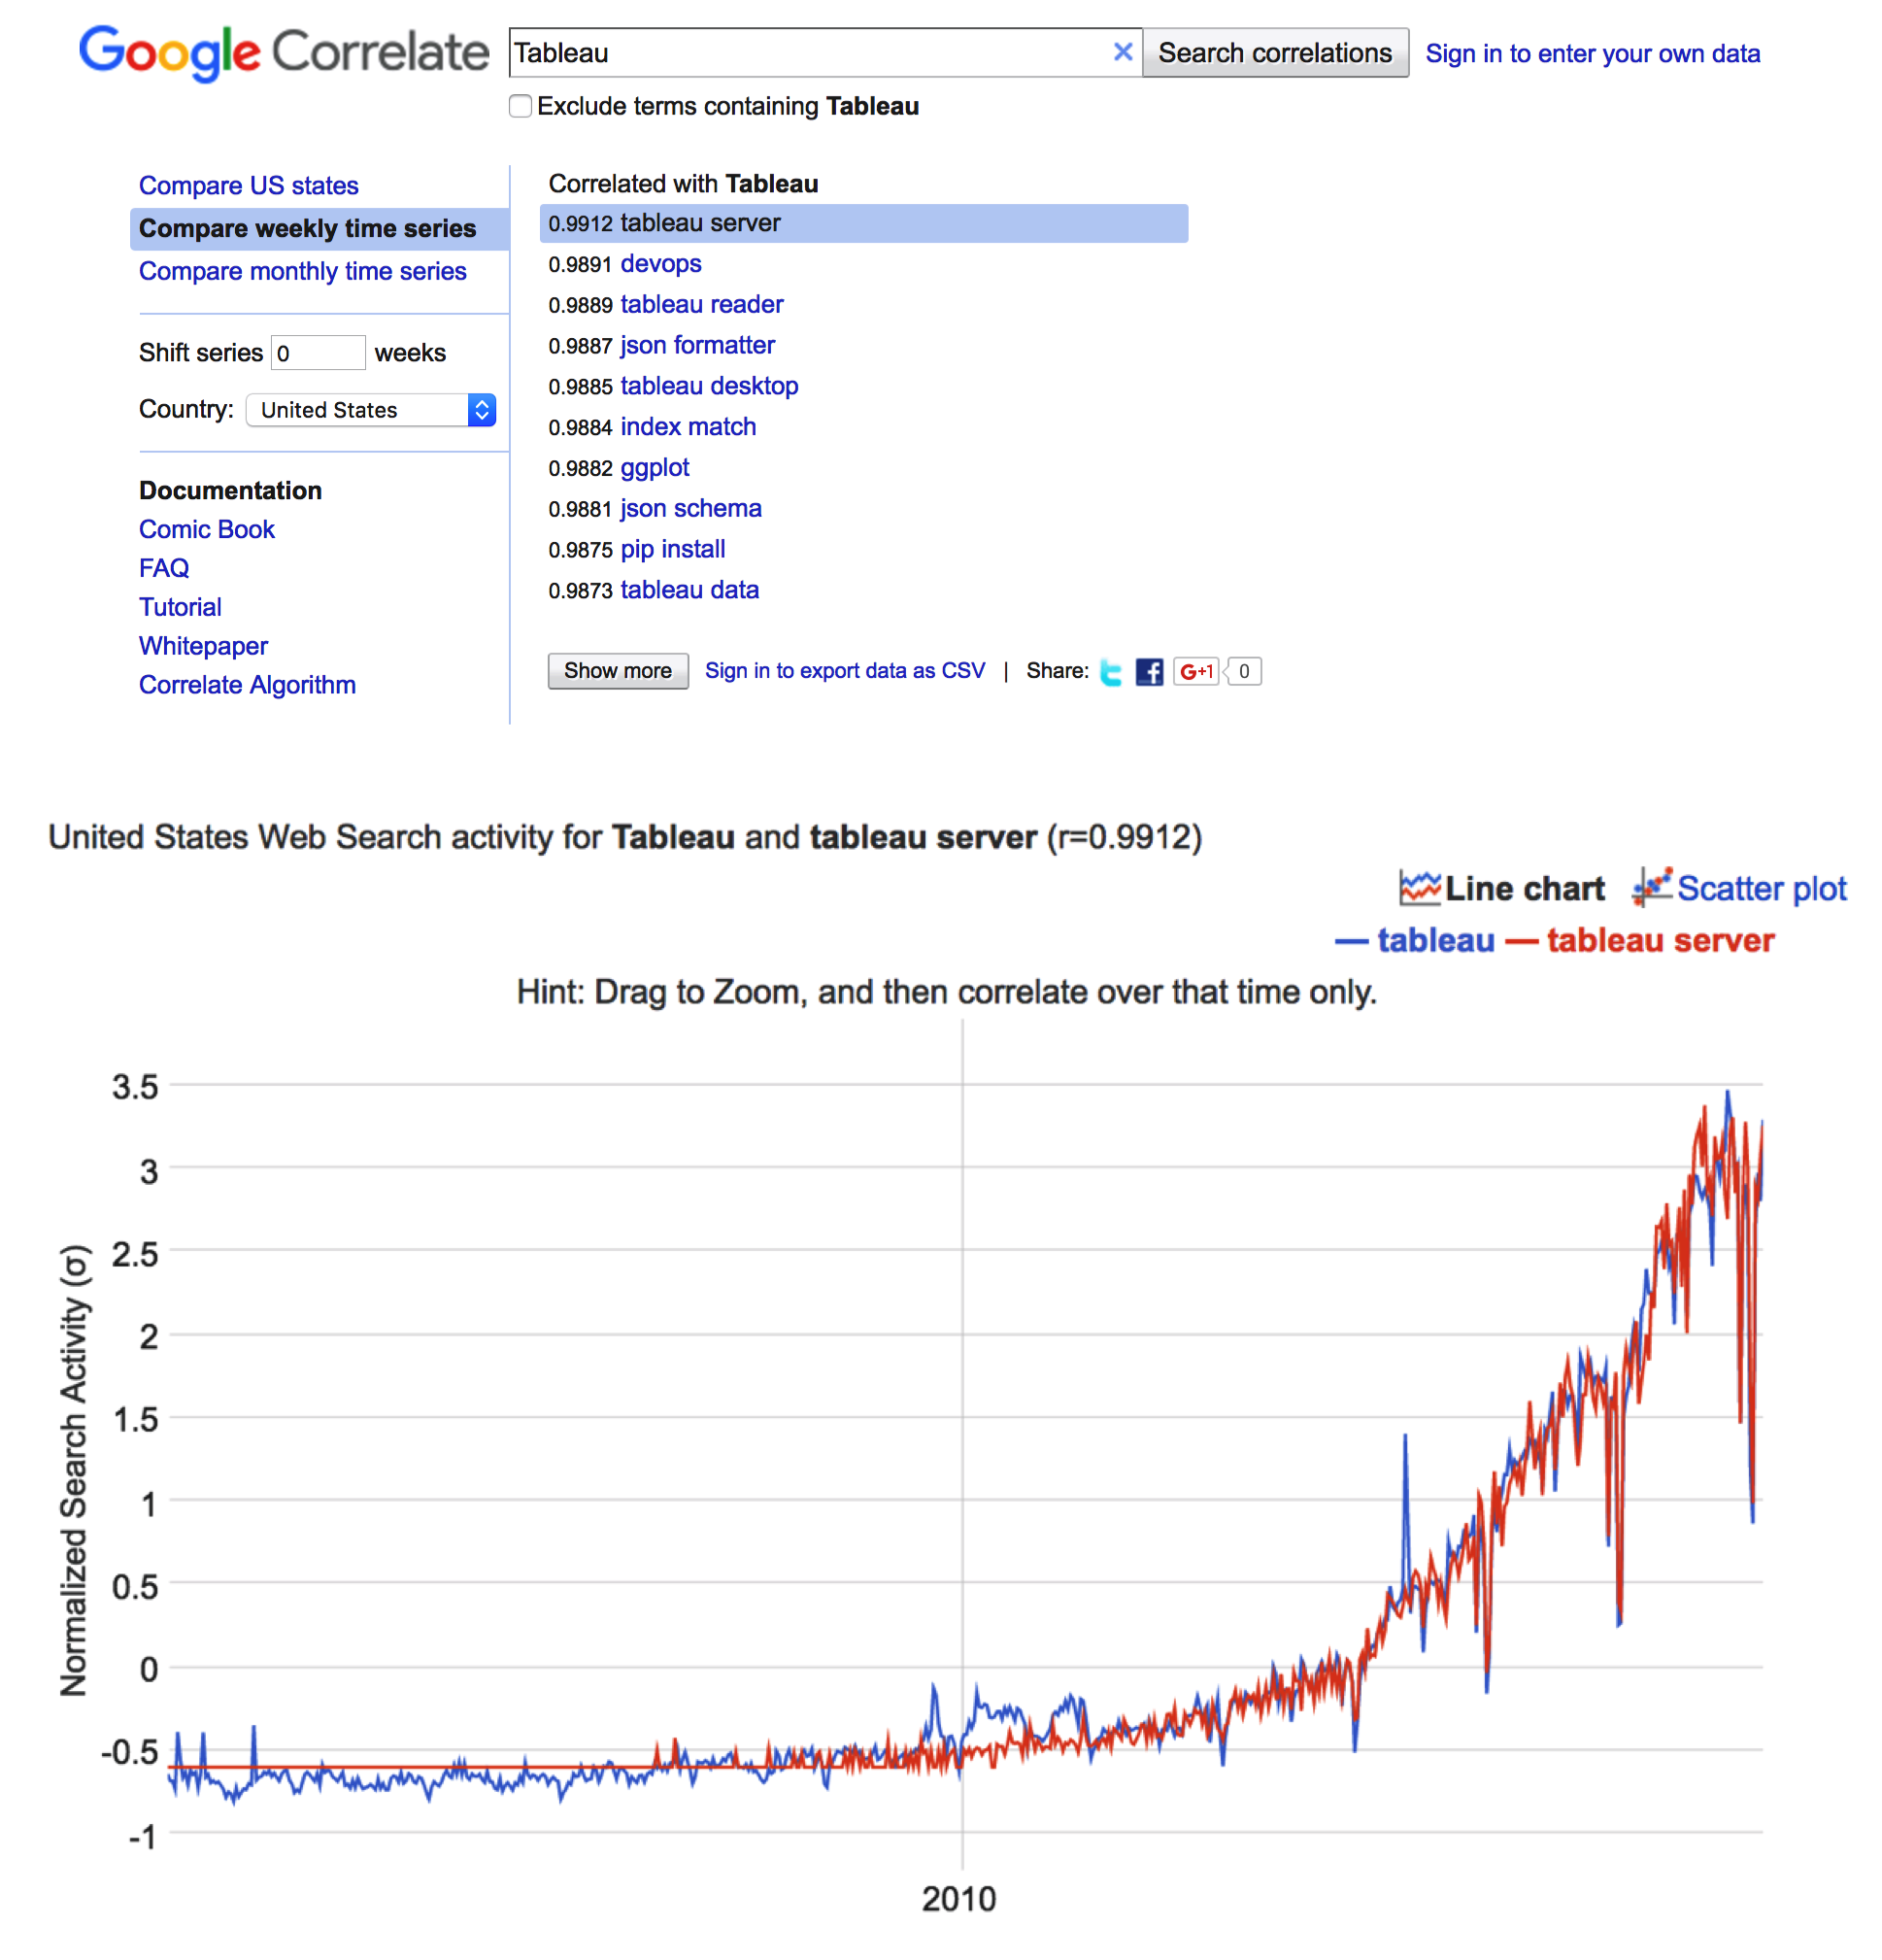 Google Correlate Tableau × Search correlations Sign in to enter your own data
Exclude terms containing Tableau
Compare US states
Compare weekly time series
Compare monthly time series
Shift series 0 weeks
Country: United States
Documentation
Comic Book
FAQ
Tutorial
Whitepaper
Correlate Algorithm
Correlated with Tableau
0.9912 tableau server
0.9891 devops
0.9889 tableau reader
0.9887 json formatter
0.9885 tableau desktop
0.9884 index match
0.9882 ggplot
0.9881 json schema
0.9875 pip install
0.9873 tableau data
Show more Sign in to export data as CSV | Share: t f G+1 0
United States Web Search activity for Tableau and tableau server (r=0.9912)
Line chart Scatter plot
tableau tableau server
Hint: Drag to Zoom, and then correlate over that time only.
Normalized Search Activity (σ)
3.5
3
2.5
2
1.5
1
0.5
0
-0.5
-1
2010